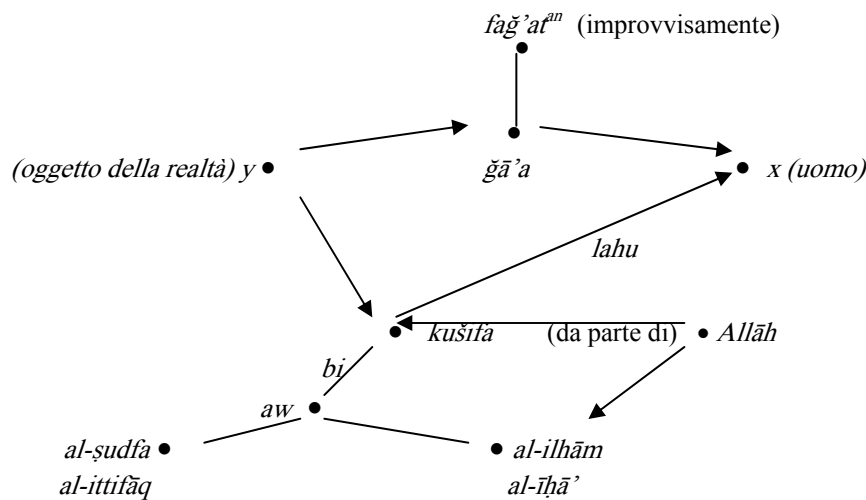 fağ’atᵃⁿ (improvvisamente)
(oggetto della realtà) y
ğā’a
x (uomo)
lahu
kušifa
(da parte di)
Allāh
bi
aw
al-ṣudfa
al-ittifāq
al-ilhām
al-īḥā’